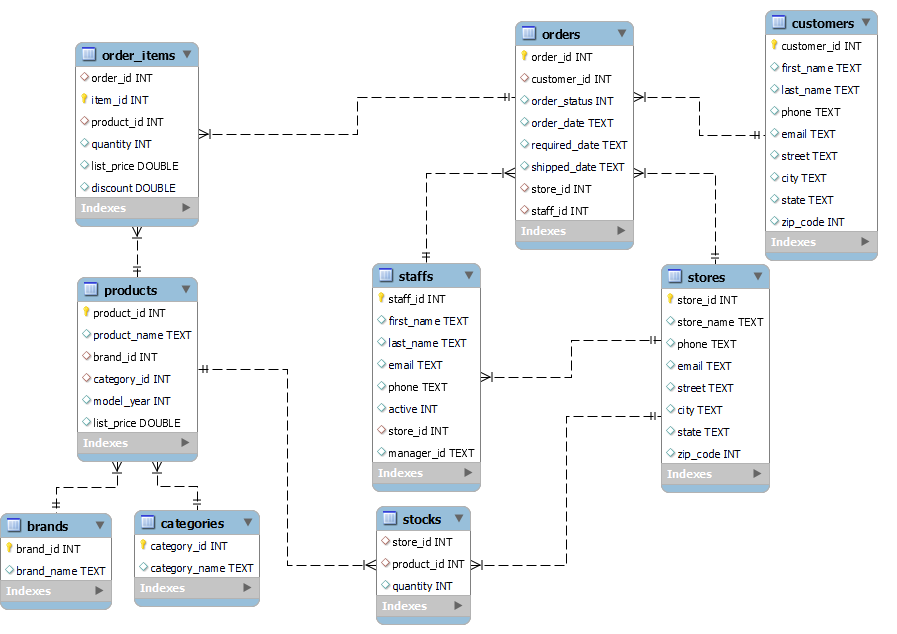 order_items
order_id INT
item_id INT
product_id INT
quantity INT
list_price DOUBLE
discount DOUBLE
Indexes
orders
order_id INT
customer_id INT
order_status INT
order_date TEXT
required_date TEXT
shipped_date TEXT
store_id INT
staff_id INT
Indexes
customers
customer_id INT
first_name TEXT
last_name TEXT
phone TEXT
email TEXT
street TEXT
city TEXT
state TEXT
zip_code INT
Indexes
products
product_id INT
product_name TEXT
brand_id INT
category_id INT
model_year INT
list_price DOUBLE
Indexes
staffs
staff_id INT
first_name TEXT
last_name TEXT
email TEXT
phone TEXT
active INT
store_id INT
manager_id TEXT
Indexes
stores
store_id INT
store_name TEXT
phone TEXT
email TEXT
street TEXT
city TEXT
state TEXT
zip_code INT
Indexes
brands
brand_id INT
brand_name TEXT
Indexes
categories
category_id INT
category_name TEXT
Indexes
stocks
store_id INT
product_id INT
quantity INT
Indexes